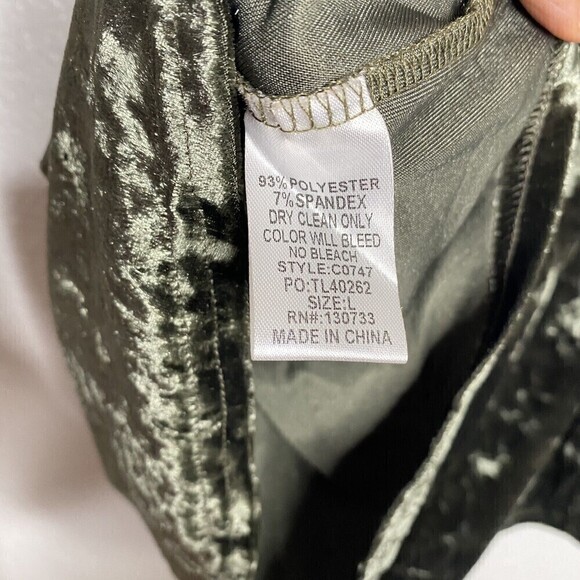 93% POLYESTER
7% SPANDEX
DRY CLEAN ONLY
COLOR WILL BLEED
NO BLEACH
STYLE:C0747
PO:TL40262
SIZE:L
RN#:130733
MADE IN CHINA